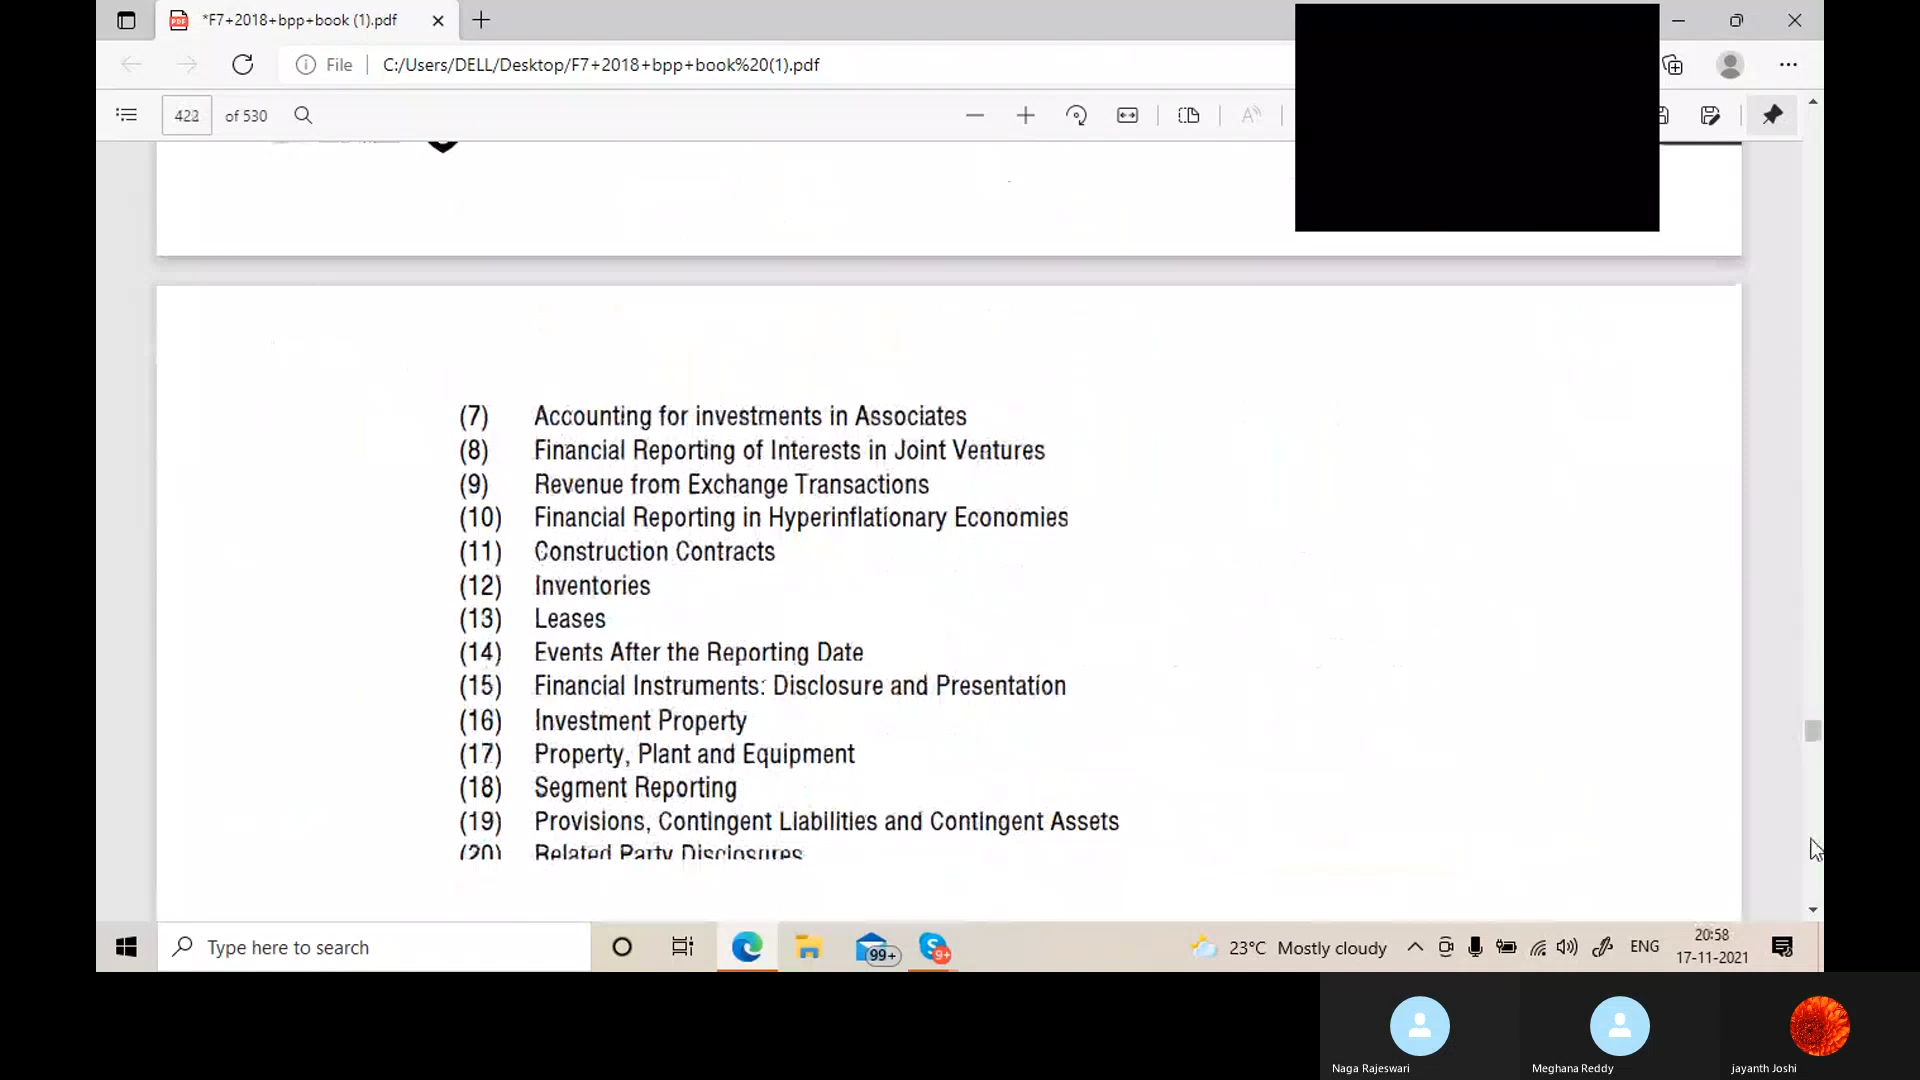 *F7+2018+bpp+book (1).pdf
File
C:/Users/DELL/Desktop/F7+2018+bpp+book%20(1).pdf
422 of 530
(7) Accounting for investments in Associates
(8) Financial Reporting of Interests in Joint Ventures
(9) Revenue from Exchange Transactions
(10) Financial Reporting in Hyperinflationary Economies
(11) Construction Contracts
(12) Inventories
(13) Leases
(14) Events After the Reporting Date
(15) Financial Instruments: Disclosure and Presentation
(16) Investment Property
(17) Property, Plant and Equipment
(18) Segment Reporting
(19) Provisions, Contingent Liabilities and Contingent Assets
(20) Related Party Disclosures
Type here to search
99+
9+
23°C Mostly cloudy
ENG
20:58
17-11-2021
Naga Rajeswari
Meghana Reddy
jayanth Joshi